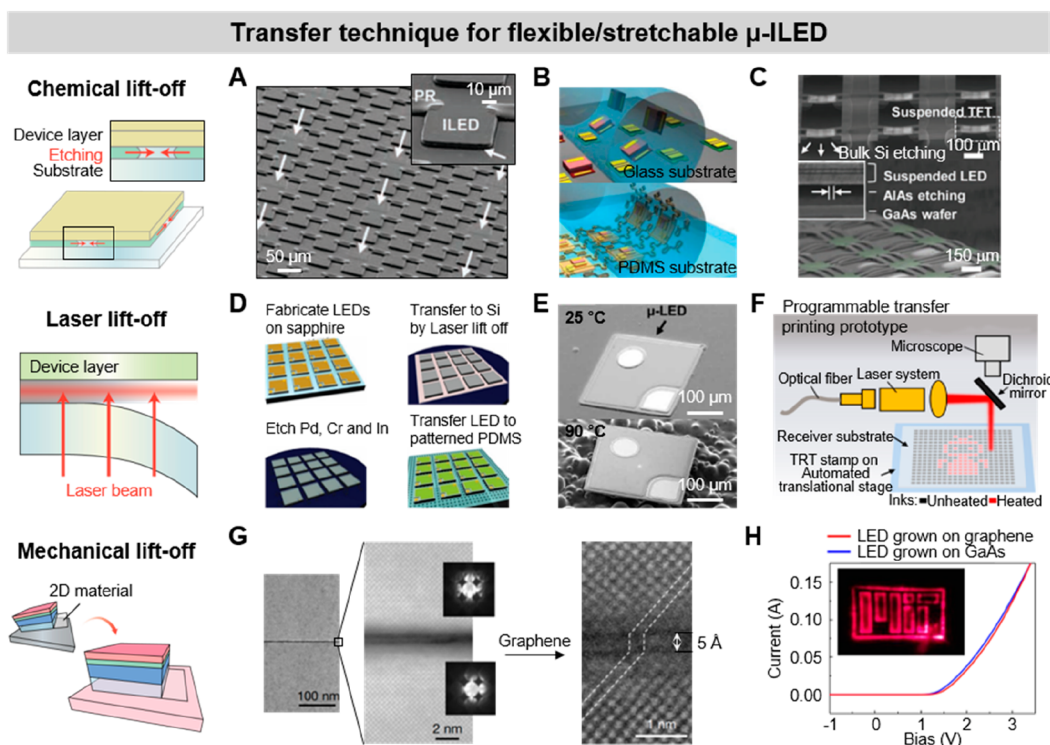 Transfer technique for flexible/stretchable μ-ILED
Chemical lift-off
Device layer
Etching
Substrate
A
10 μm
PR
ILED
50 μm
B
Glass substrate
PDMS substrate
C
Suspended TFT
100 μm
Bulk Si etching
Suspended LED
AlAs etching
GaAs wafer
150 μm
Laser lift-off
Device layer
Laser beam
D
Fabricate LEDs
on sapphire
Transfer to Si
by Laser lift off
Etch Pd, Cr and In
Transfer LED to
patterned PDMS
E
25 °C
μ-LED
100 μm
90 °C
100 μm
F
Programmable transfer
printing prototype
Microscope
Optical fiber
Laser system
Dichroic
mirror
Receiver substrate
TRT stamp on
Automated
translational stage
Inks: Unheated Heated
Mechanical lift-off
2D material
G
100 nm
2 nm
Graphene
5 Å
1 nm
H
LED grown on graphene
LED grown on GaAs
Current (A)
0.15
0.10
0.05
0.00
-1 0 1 2 3
Bias (V)